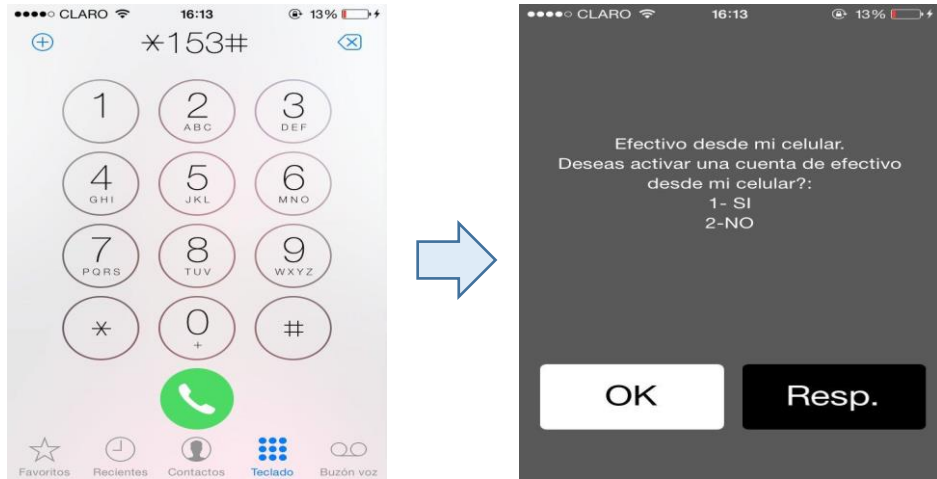 CLARO 16:13 13%
*153#
1
2
ABC
3
DEF
4
GHI
5
JKL
6
MNO
7
PQRS
8
TUV
9
WXYZ
*
0
+
#
Favoritos Recientes Contactos Teclado Buzón voz
CLARO 16:13 13%
Efectivo desde mi celular.
Deseas activar una cuenta de efectivo
desde mi celular?:
1- SI
2-NO
OK Resp.